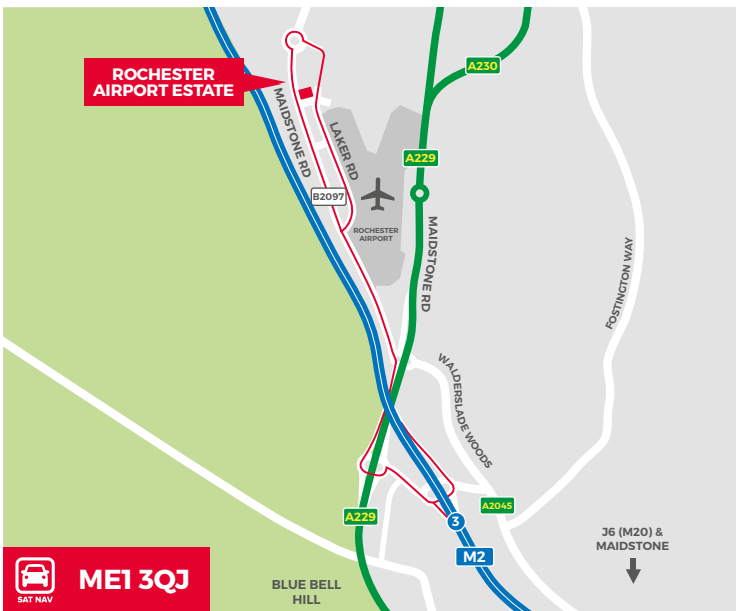 A230
ROCHESTER
AIRPORT ESTATE
MAIDSTONE RD
LAKER RD
A229
B2097
ROCHESTER
AIRPORT
MAIDSTONE RD
FOSTINGTON WAY
WALDERSLADE WOODS
A2045
A229
3
J6 (M20) &
MAIDSTONE
M2
SAT NAV
ME1 3QJ
BLUE BELL
HILL